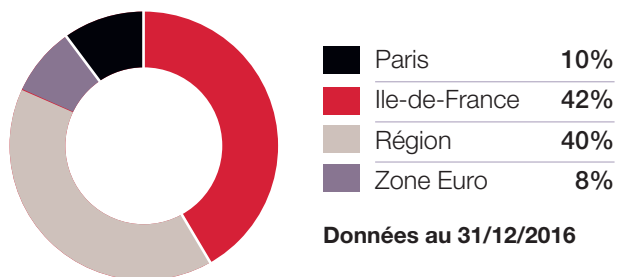 Paris 10%
Ile-de-France 42%
Région 40%
Zone Euro 8%
Données au 31/12/2016